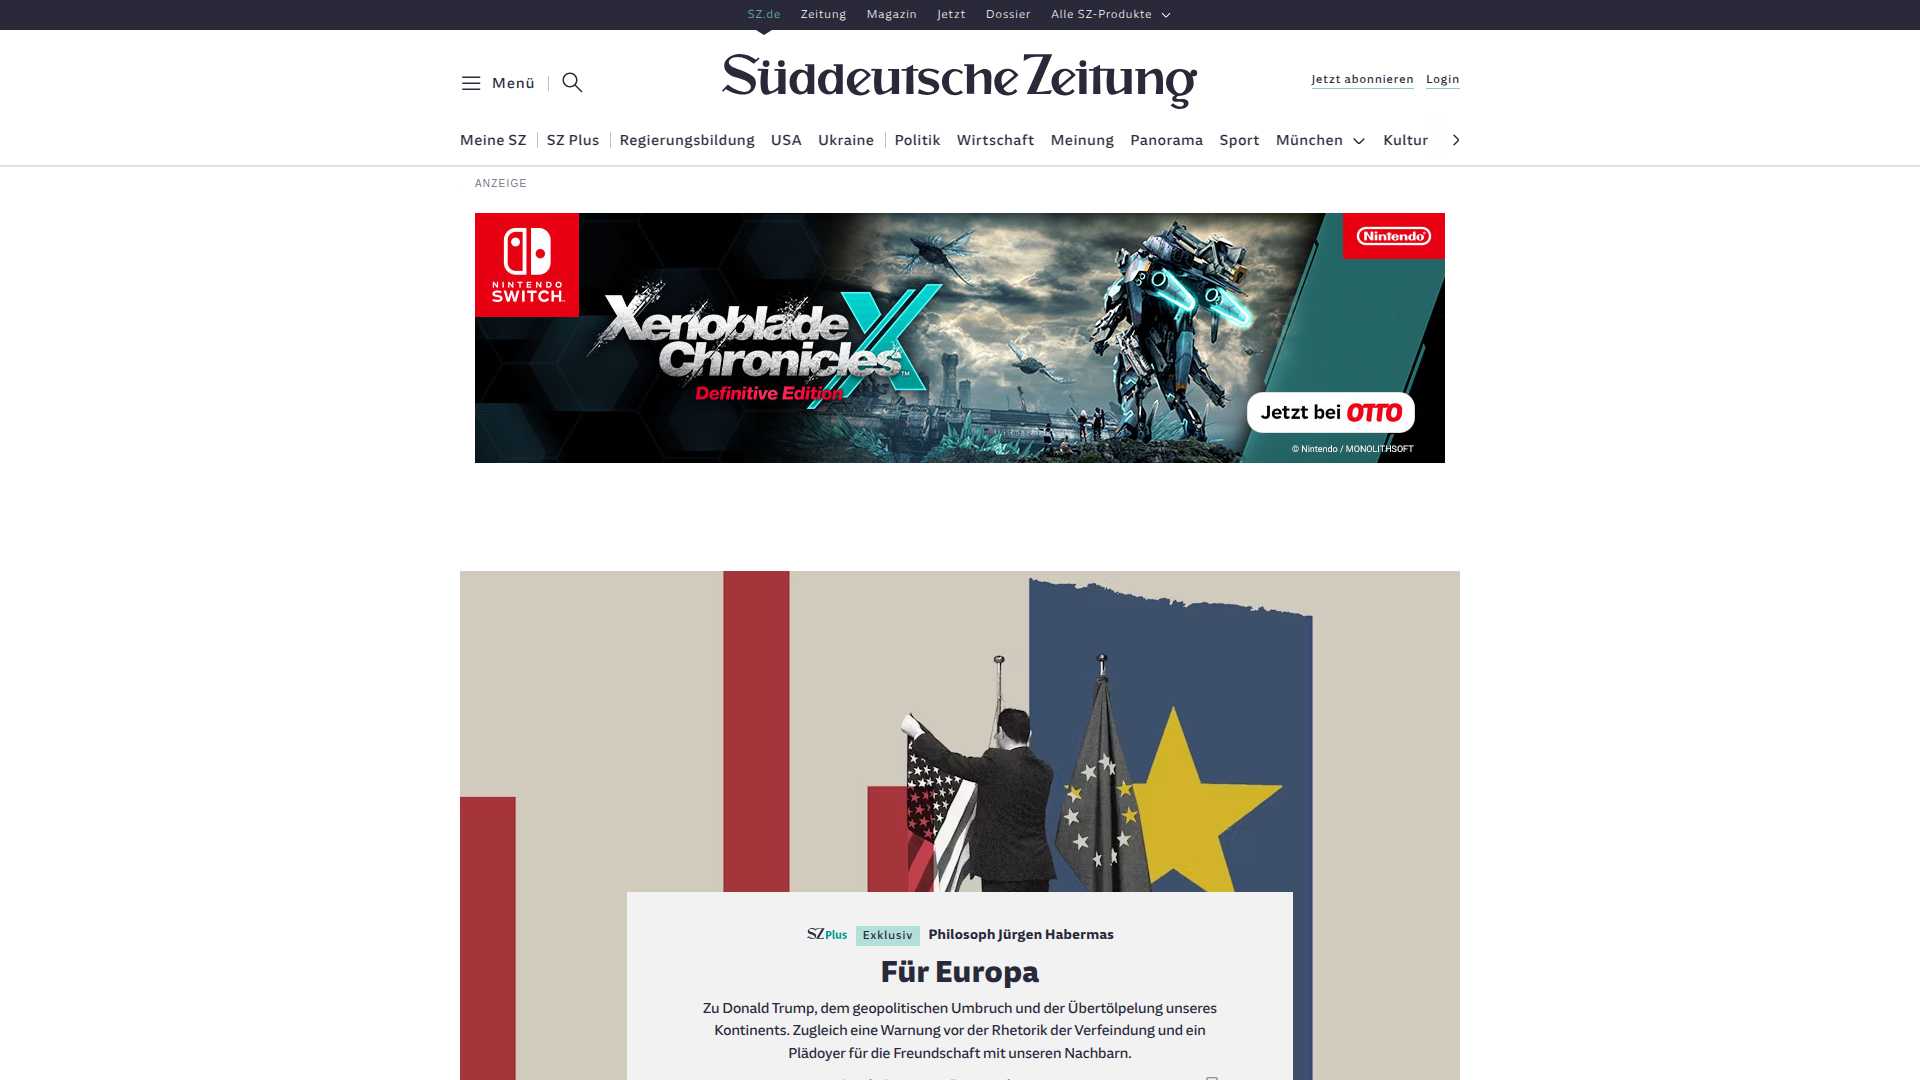 SZ.de Zeitung Magazin Jetzt Dossier Alle SZ-Produkte
Menü
Süddeutsche Zeitung
Jetzt abonnieren Login
Meine SZ SZ Plus Regierungsbildung USA Ukraine Politik Wirtschaft Meinung Panorama Sport München Kultur
ANZEIGE
NINTENDO
SWITCH™
Nintendo®
Xenoblade
Chronicles X™
Definitive Edition
Jetzt bei OTTO
© Nintendo / MONOLITHSOFT
SZ Plus Exklusiv Philosoph Jürgen Habermas
Für Europa
Zu Donald Trump, dem geopolitischen Umbruch und der Übertölpelung unseres
Kontinents. Zugleich eine Warnung vor der Rhetorik der Verfeindung und ein
Plädoyer für die Freundschaft mit unseren Nachbarn.